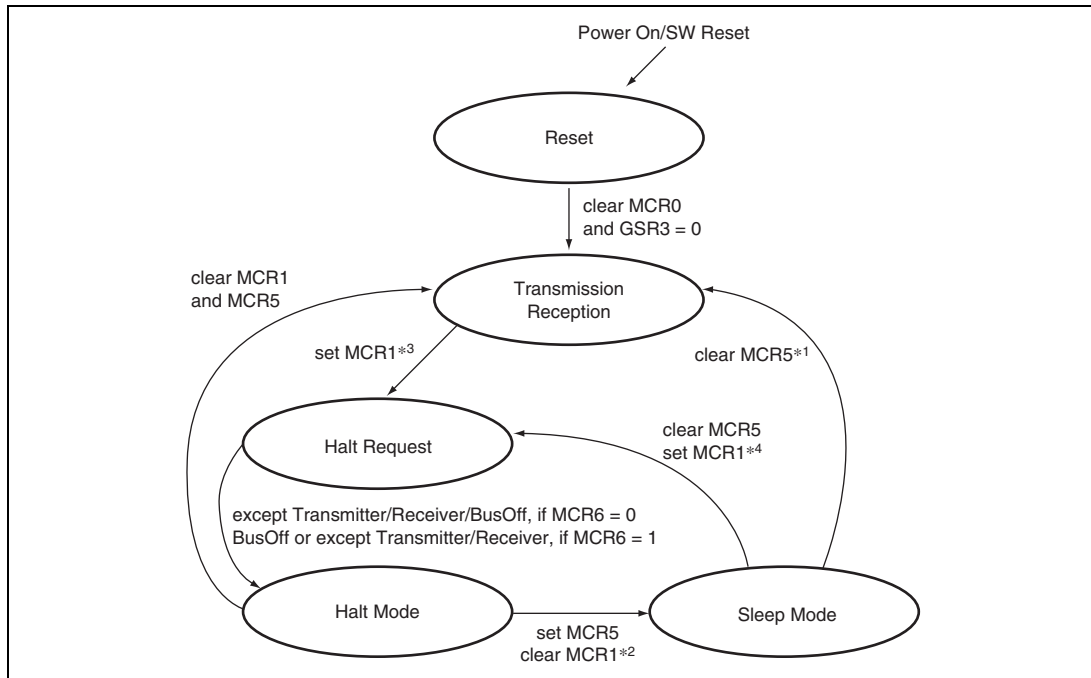 Power On/SW Reset
Reset
clear MCR0
and GSR3 = 0
clear MCR1
and MCR5
Transmission
Reception
set MCR1*3
clear MCR5*1
Halt Request
clear MCR5
set MCR1*4
except Transmitter/Receiver/BusOff, if MCR6 = 0
BusOff or except Transmitter/Receiver, if MCR6 = 1
Halt Mode
Sleep Mode
set MCR5
clear MCR1*2